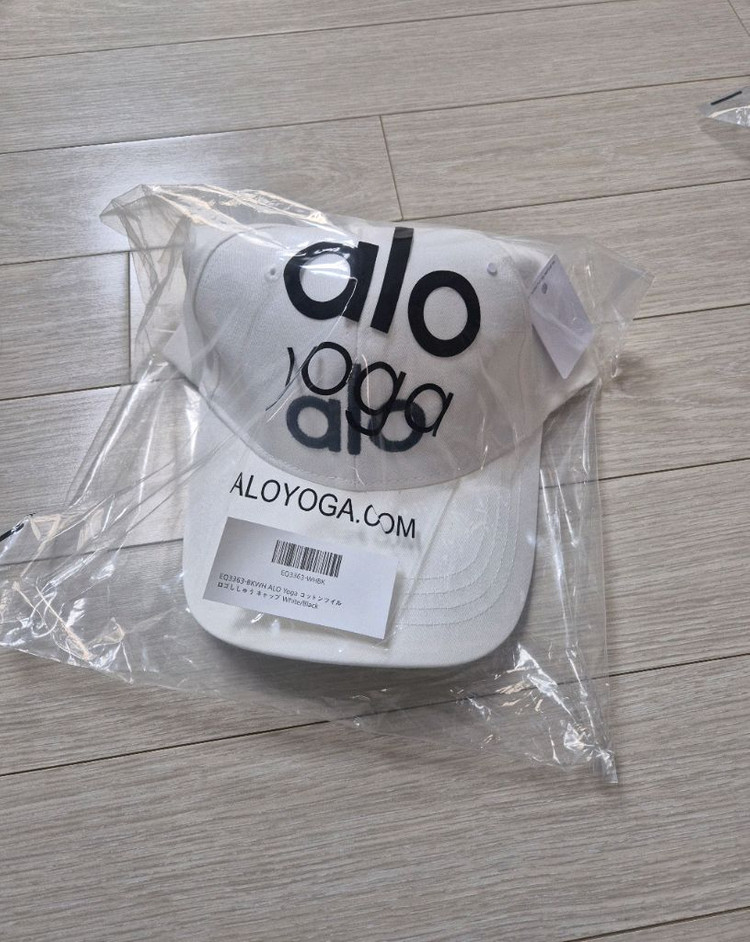 alo
yoga
alo
ALOYOGA.COM
EQ3363-WHBK
EQ3363-BKWH ALO Yoga コットンツイル
ロゴししゅう キャップ White/Black